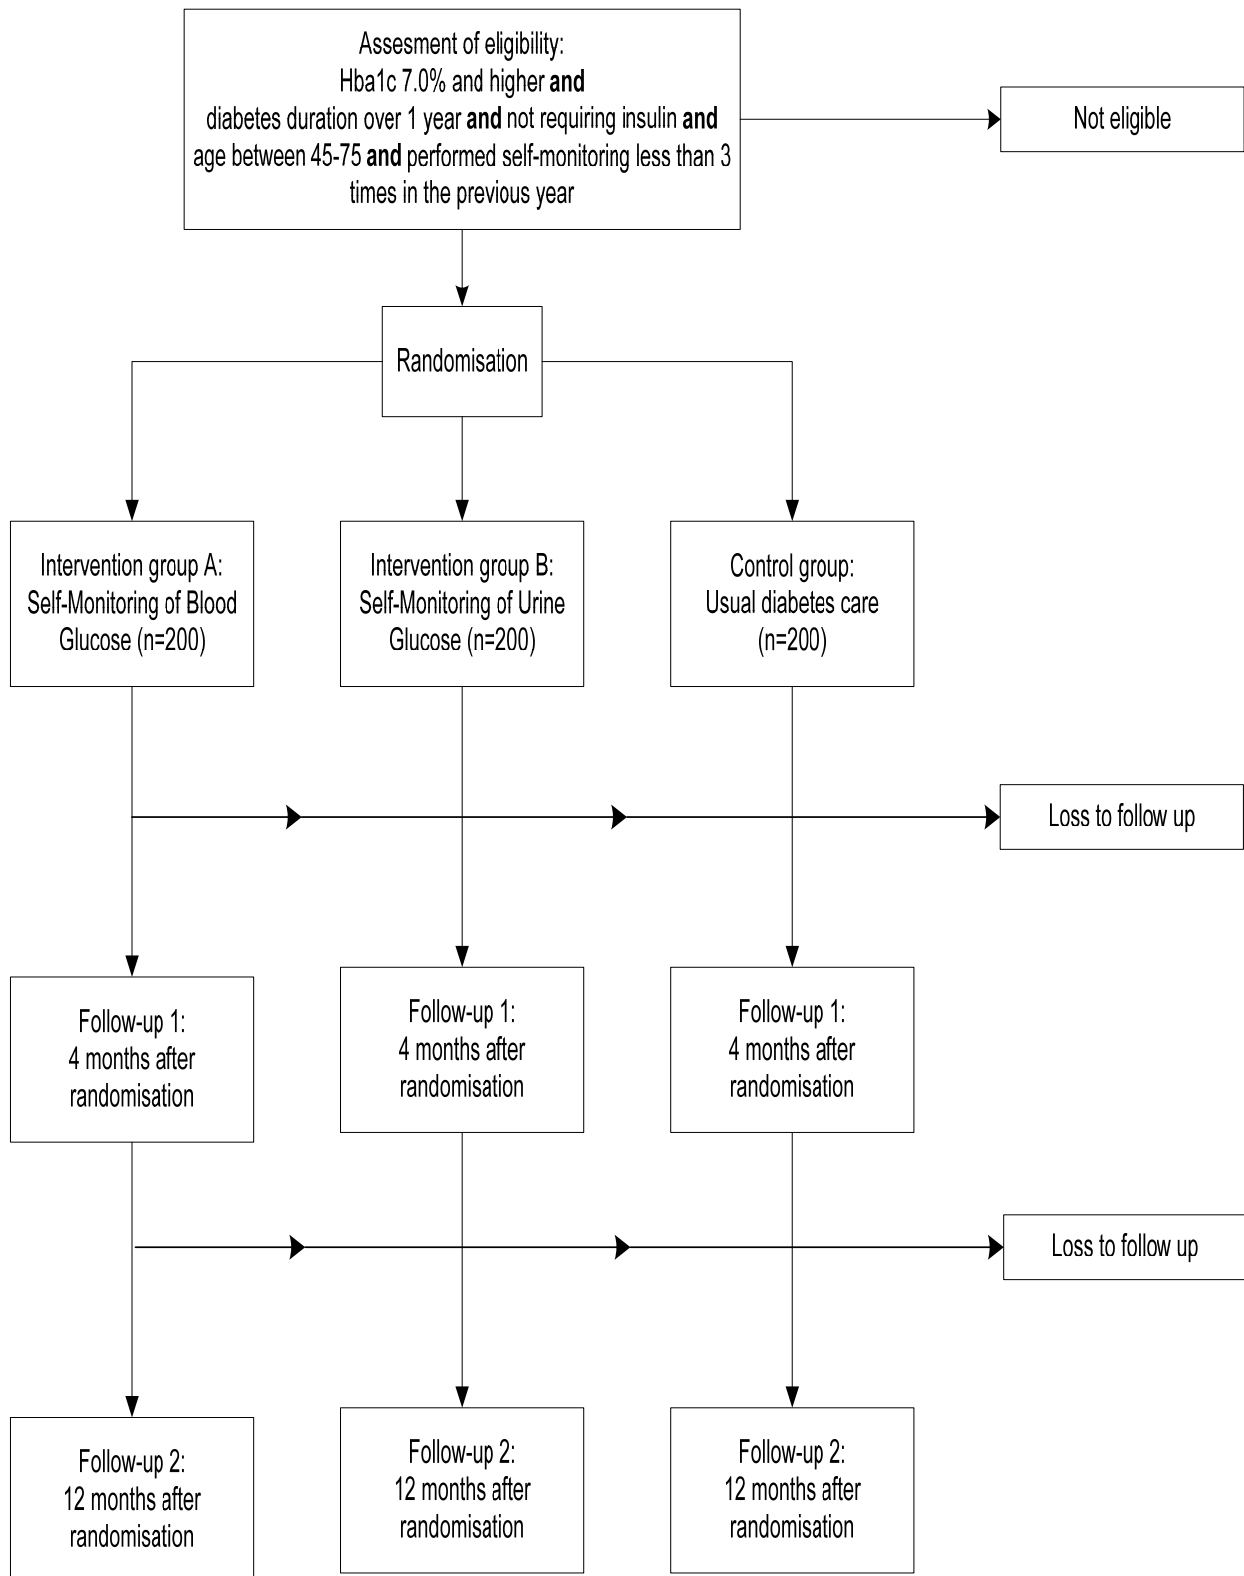 Assesment of eligibility:
Hba1c 7.0% and higher and
diabetes duration over 1 year and not requiring insulin and
age between 45-75 and performed self-monitoring less than 3
times in the previous year
Not eligible
Randomisation
Intervention group A:
Self-Monitoring of Blood
Glucose (n=200)
Intervention group B:
Self-Monitoring of Urine
Glucose (n=200)
Control group:
Usual diabetes care
(n=200)
Loss to follow up
Follow-up 1:
4 months after
randomisation
Follow-up 1:
4 months after
randomisation
Follow-up 1:
4 months after
randomisation
Loss to follow up
Follow-up 2:
12 months after
randomisation
Follow-up 2:
12 months after
randomisation
Follow-up 2:
12 months after
randomisation